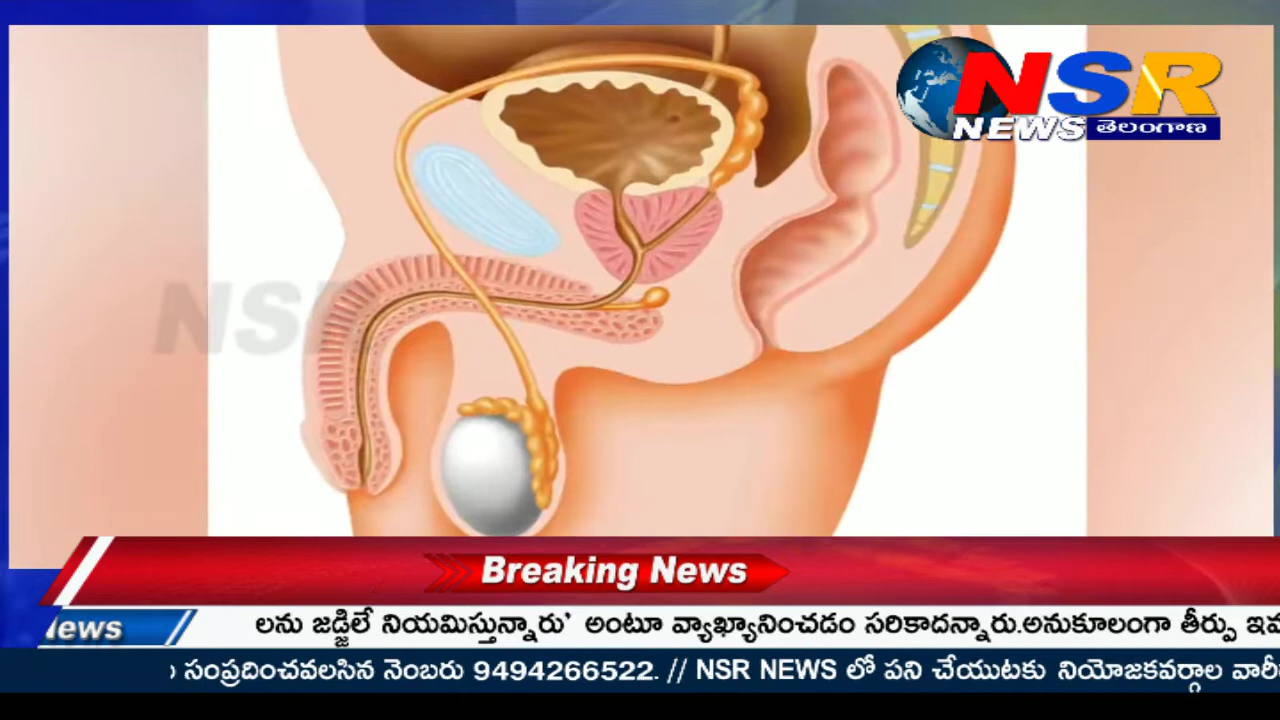 NSR
NEWS తెలంగాణ
NSR
Breaking News
News లను జడ్జిలే నియమిస్తున్నారు' అంటూ వ్యాఖ్యానించడం సరికాదన్నారు.అనుకూలంగా తీర్పు
సంప్రదించవలసిన నెంబరు 9494266522. // NSR NEWS లో పని చేయుటకు నియోజకవర్గాల